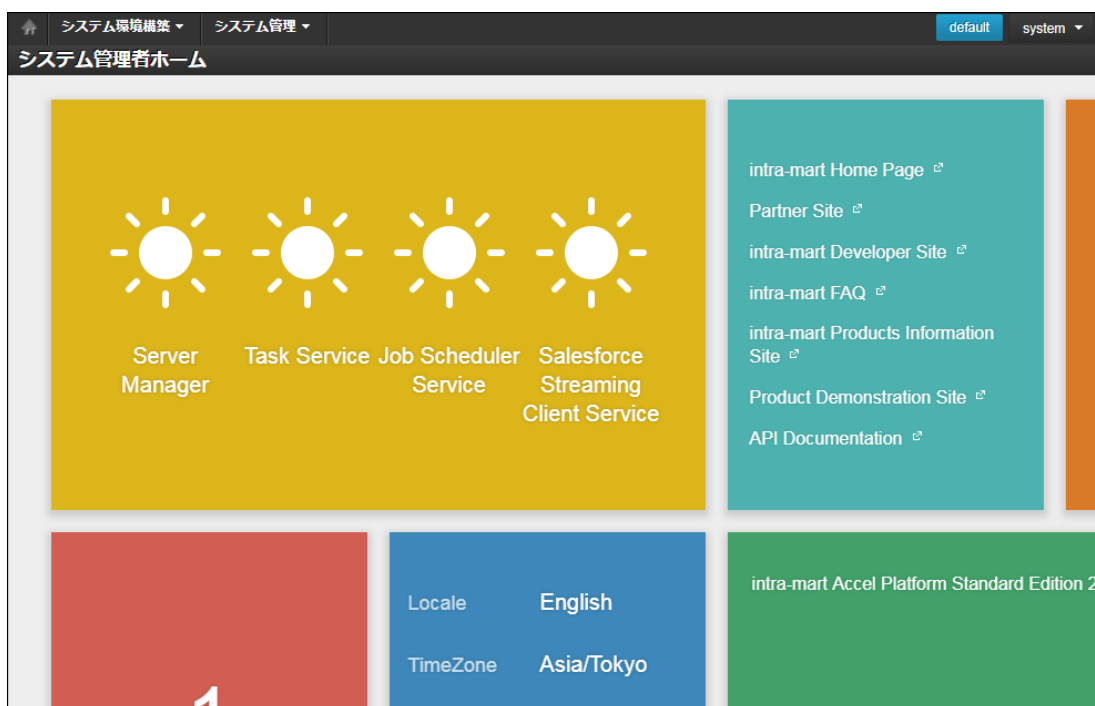 システム環境構築 システム管理 default system
システム管理者ホーム
Server
Manager
Task Service
Job Scheduler
Service
Salesforce
Streaming
Client Service
intra-mart Home Page
Partner Site
intra-mart Developer Site
intra-mart FAQ
intra-mart Products Information
Site
Product Demonstration Site
API Documentation
1
Locale English
TimeZone Asia/Tokyo
intra-mart Accel Platform Standard Edition 2